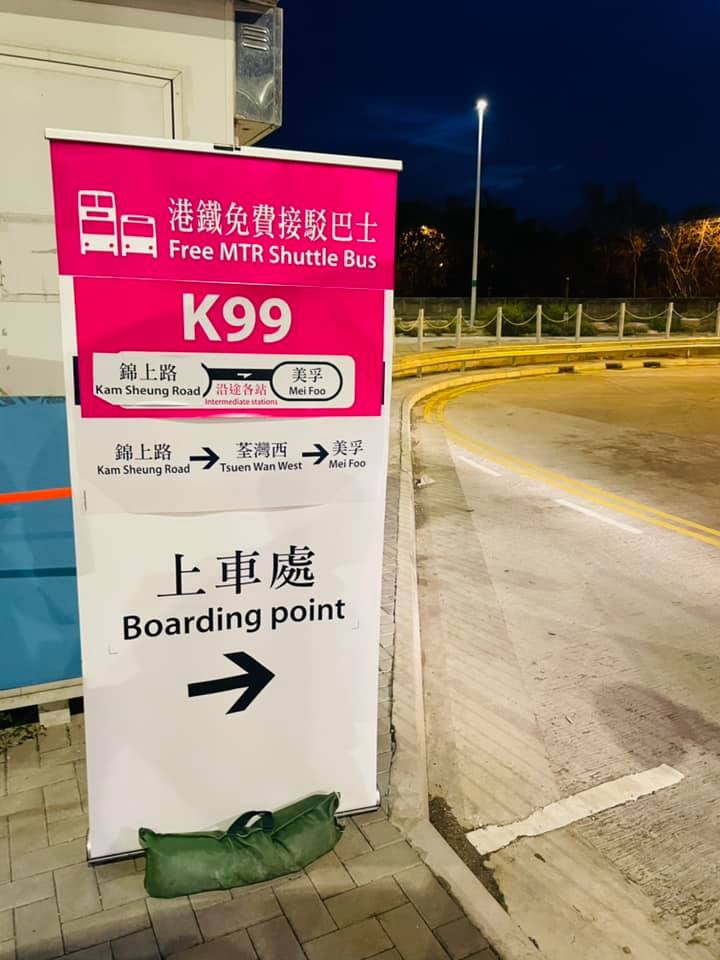 港鐵免費接駁巴士
Free MTR Shuttle Bus
K99
錦上路
Kam Sheung Road
沿途各站
Intermediate stations
美孚
Mei Foo
錦上路
Kam Sheung Road
荃灣西
Tsuen Wan West
美孚
Mei Foo
上車處
Boarding point